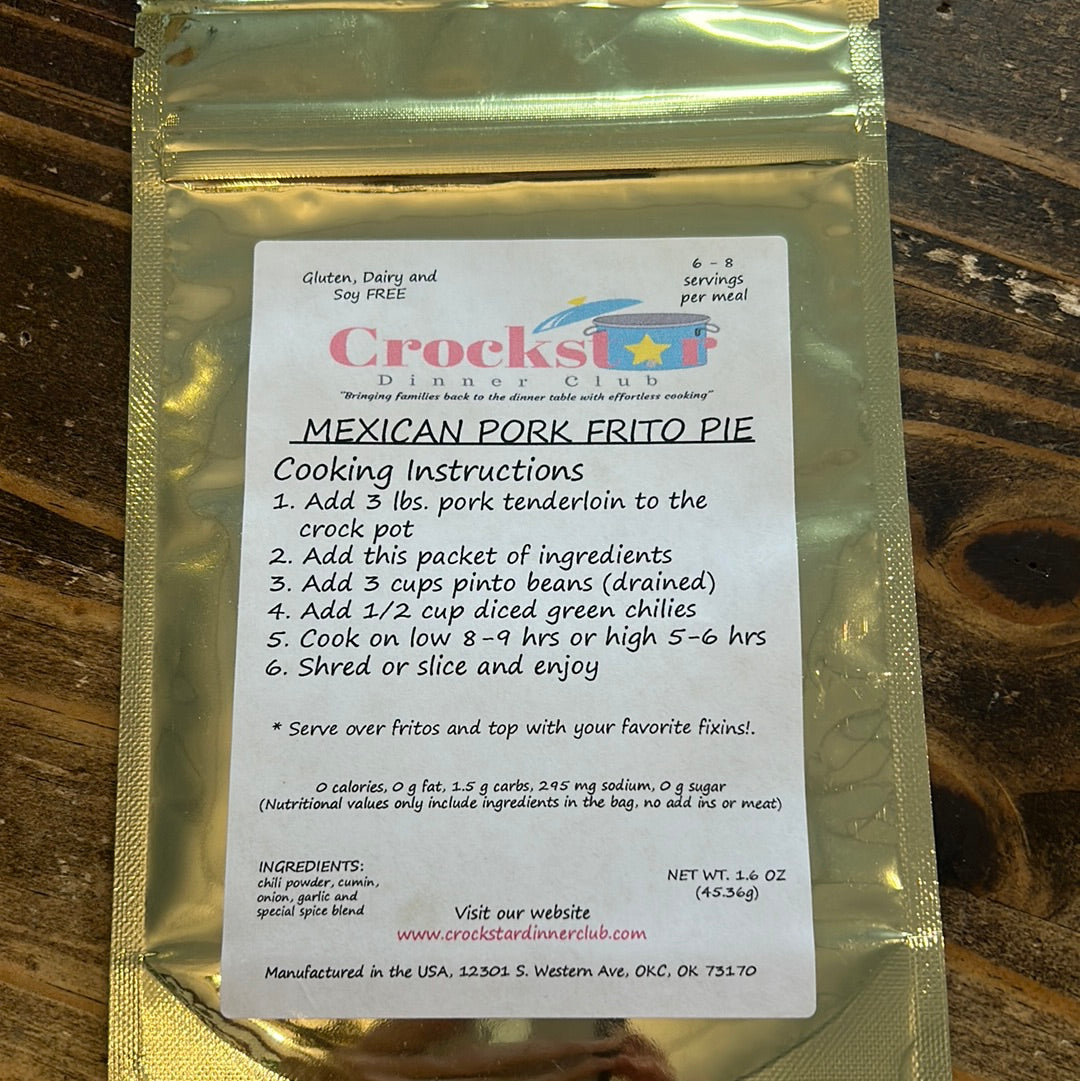 Gluten, Dairy and
Soy FREE
6 - 8
servings
per meal
Crockstar
Dinner Club
"Bringing families back to the dinner table with effortless cooking"
MEXICAN PORK FRITO PIE
Cooking Instructions
1. Add 3 lbs. pork tenderloin to the
crock pot
2. Add this packet of ingredients
3. Add 3 cups pinto beans (drained)
4. Add 1/2 cup diced green chilies
5. Cook on low 8-9 hrs or high 5-6 hrs
6. Shred or slice and enjoy
* Serve over fritos and top with your favorite fixins!.
0 calories, 0 g fat, 1.5 g carbs, 295 mg sodium, 0 g sugar
(Nutritional values only include ingredients in the bag, no add ins or meat)
INGREDIENTS:
chili powder, cumin,
onion, garlic and
special spice blend
NET WT. 1.6 OZ
(45.36g)
Visit our website
www.crockstardinnerclub.com
Manufactured in the USA, 12301 S. Western Ave, OKC, OK 73170